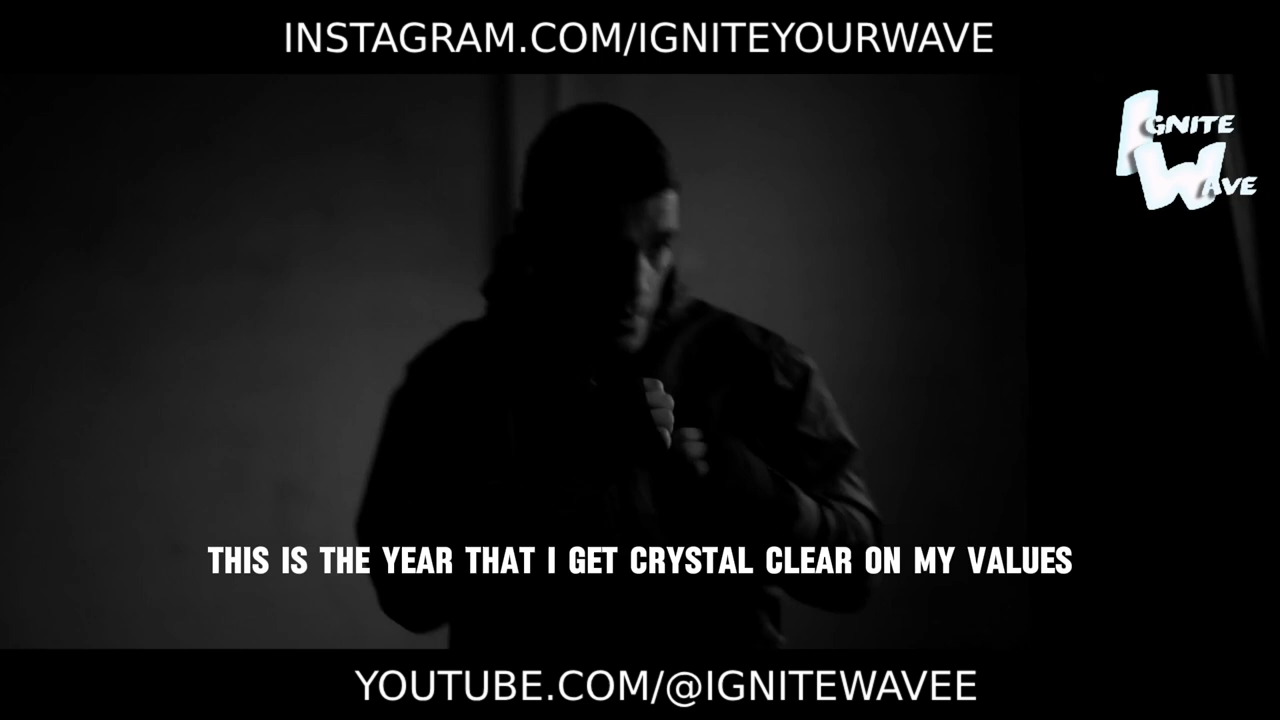 INSTAGRAM.COM/IGNITEYOURWAVE
IGNITE
WAVE
THIS IS THE YEAR THAT I GET CRYSTAL CLEAR ON MY VALUES
YOUTUBE.COM/@IGNITEWAVEE